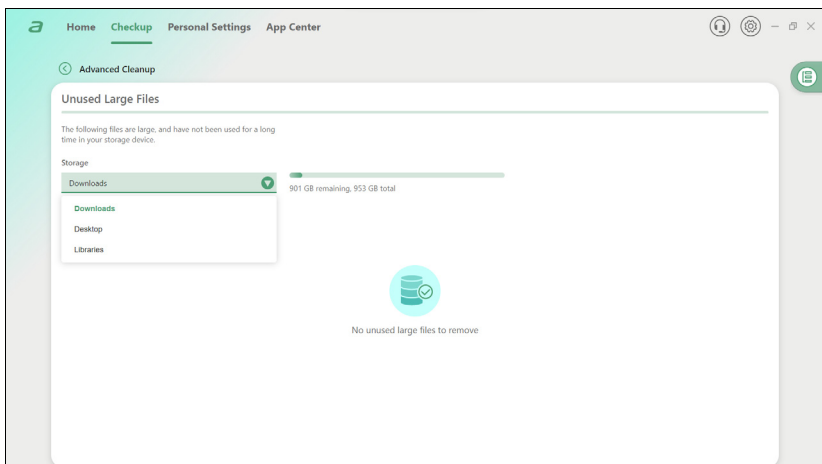 a Home Checkup Personal Settings App Center
Advanced Cleanup
Unused Large Files
The following files are large, and have not been used for a long
time in your storage device.
Storage
Downloads
901 GB remaining, 953 GB total
Downloads
Desktop
Libraries
No unused large files to remove